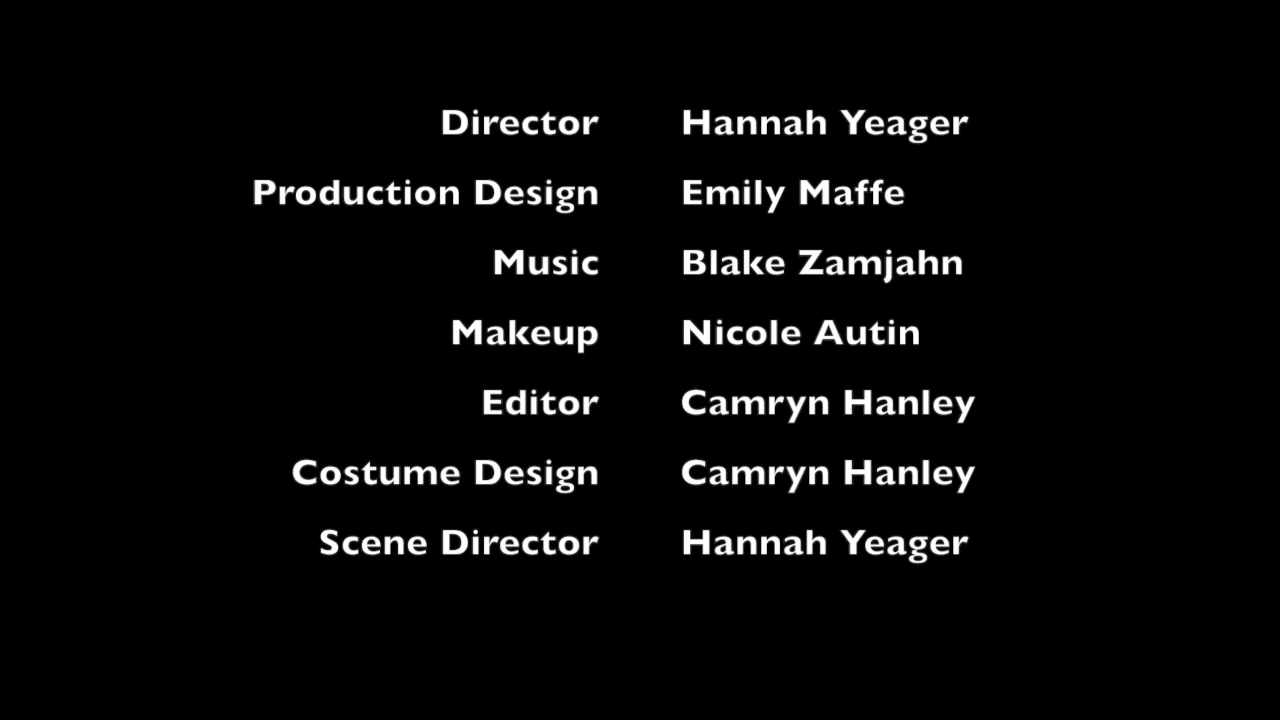 Director Hannah Yeager
Production Design Emily Maffe
Music Blake Zamjahn
Makeup Nicole Autin
Editor Camryn Hanley
Costume Design Camryn Hanley
Scene Director Hannah Yeager